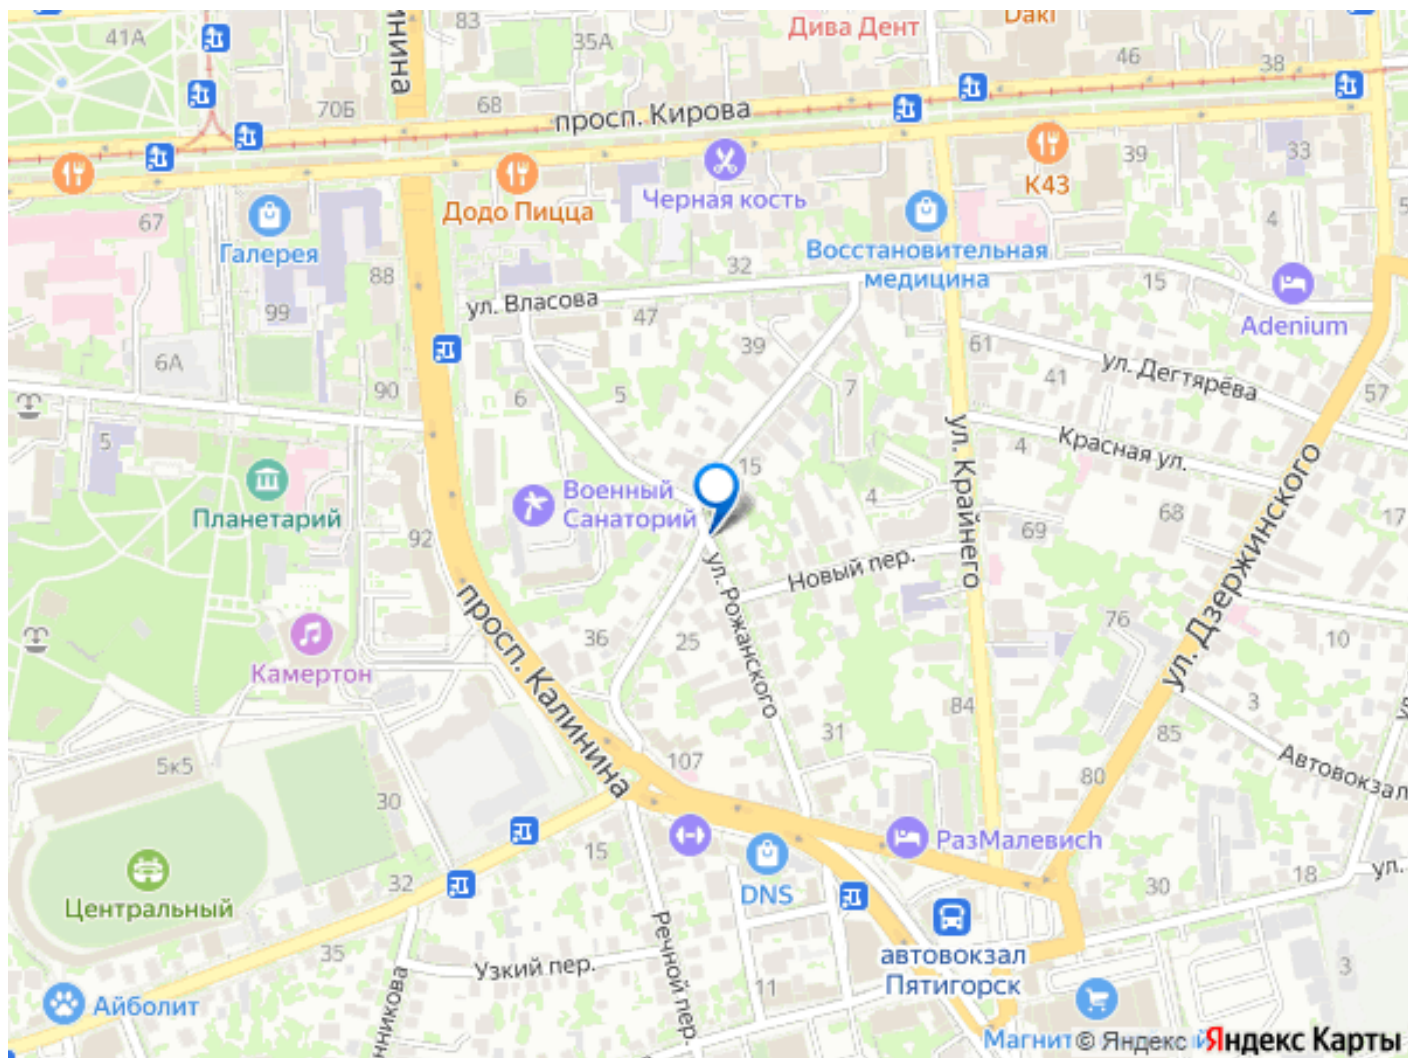 41А
83
35А
Дива Дент
Daki
46
38
70Б
68
просп. Кирова
39
33
К43
Додо Пицца
Черная кость
67
4
Галерея
88
32
Восстановительная
медицина
15
ул. Власова
99
47
Adenium
6А
39
61
ул. Дегтярёва
90
6
5
7
41
57
5
15
4
Красная ул.
Военный
Санаторий
4
ул. Крайнего
68
17
Планетарий
92
69
ул. Дзержинского
Новый пер.
ул. Рожанского
просп. Калинина
36
25
76
10
Камертон
84
3
31
85
5к5
107
80
Автовокзал
30
РазМалевич
15
32
DNS
30
18
ул.
Центральный
35
Речной пер.
автовокзал
Пятигорск
Узкий пер.
3
11
Айболит
нникова
Магнит
© Яндекс
Яндекс Карты